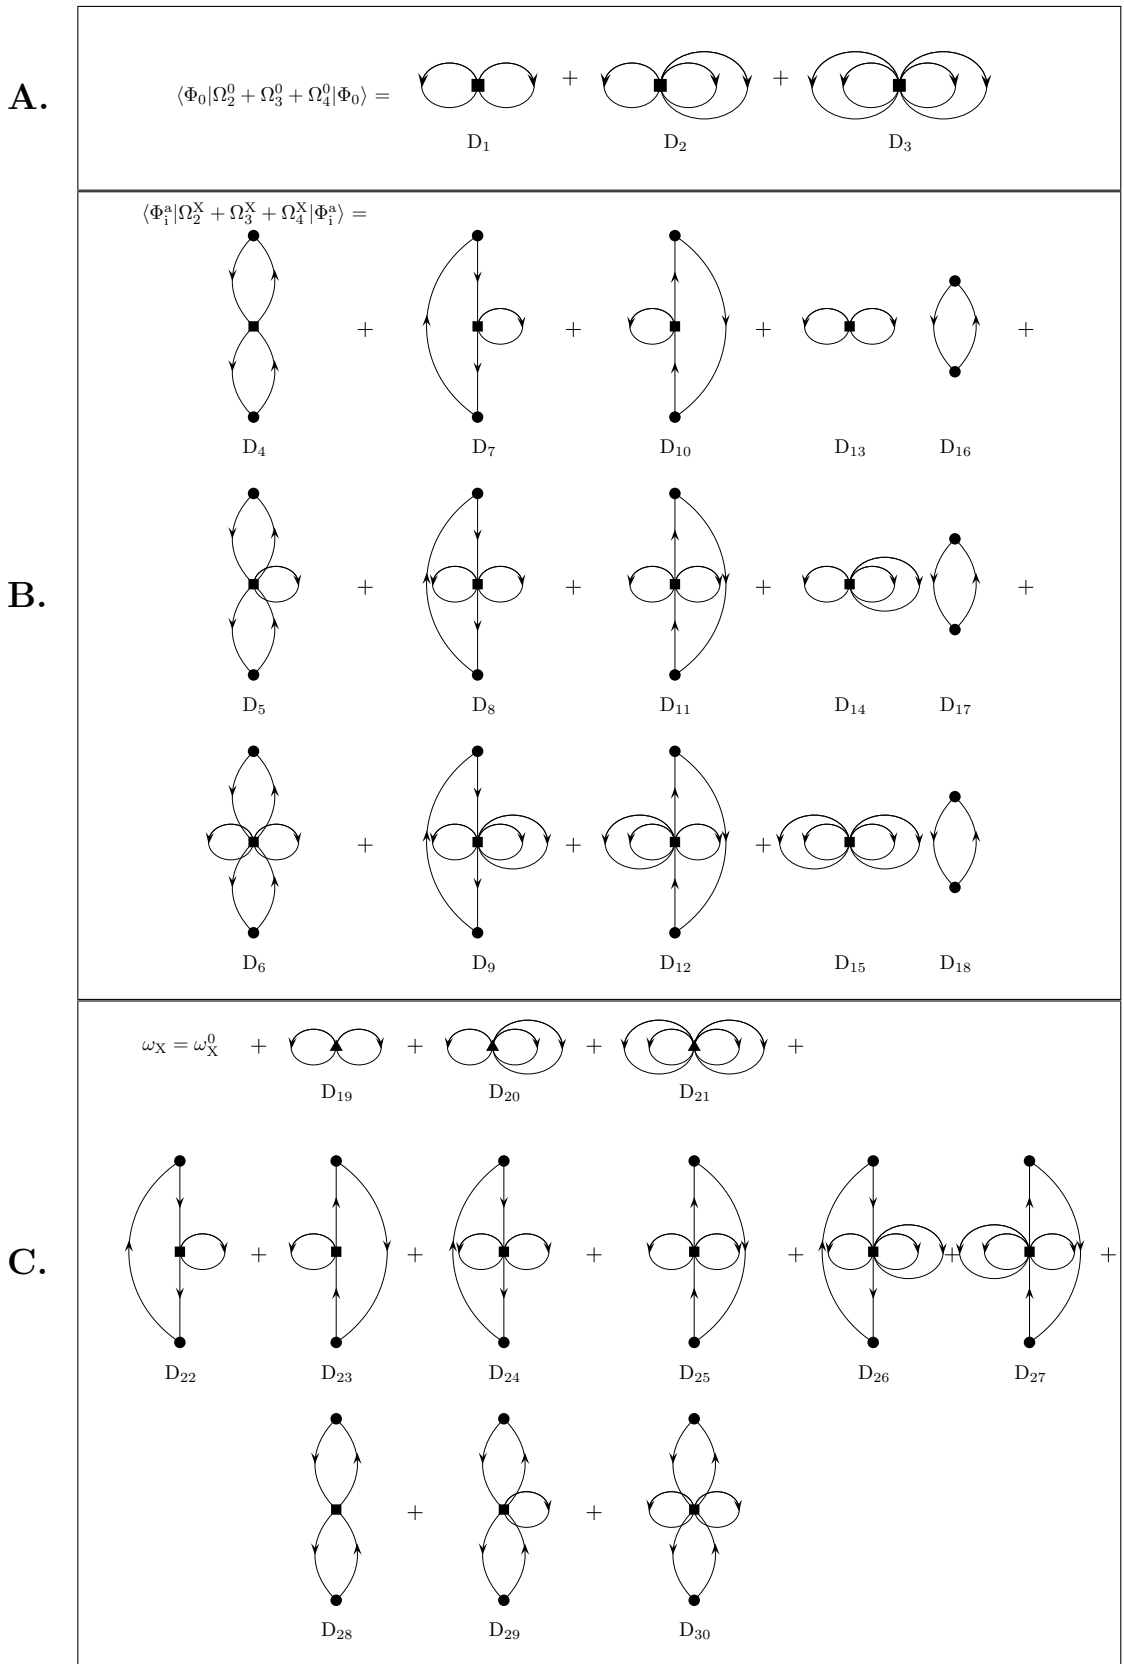 A.
⟨Φ₀|Ω₂⁰ + Ω₃⁰ + Ω₄⁰|Φ₀⟩ = + +
D₁ D₂ D₃
B.
⟨Φᵢᵃ|Ω₂ˣ + Ω₃ˣ + Ω₄ˣ|Φᵢᵃ⟩ =
+ + + +
D₄ D₇ D₁₀ D₁₃ D₁₆
+ + + +
D₅ D₈ D₁₁ D₁₄ D₁₇
+ + +
D₆ D₉ D₁₂ D₁₅ D₁₈
C.
ω_X = ω_X⁰ + + + +
D₁₉ D₂₀ D₂₁
+ + + + + +
D₂₂ D₂₃ D₂₄ D₂₅ D₂₆ D₂₇
+ +
D₂₈ D₂₉ D₃₀